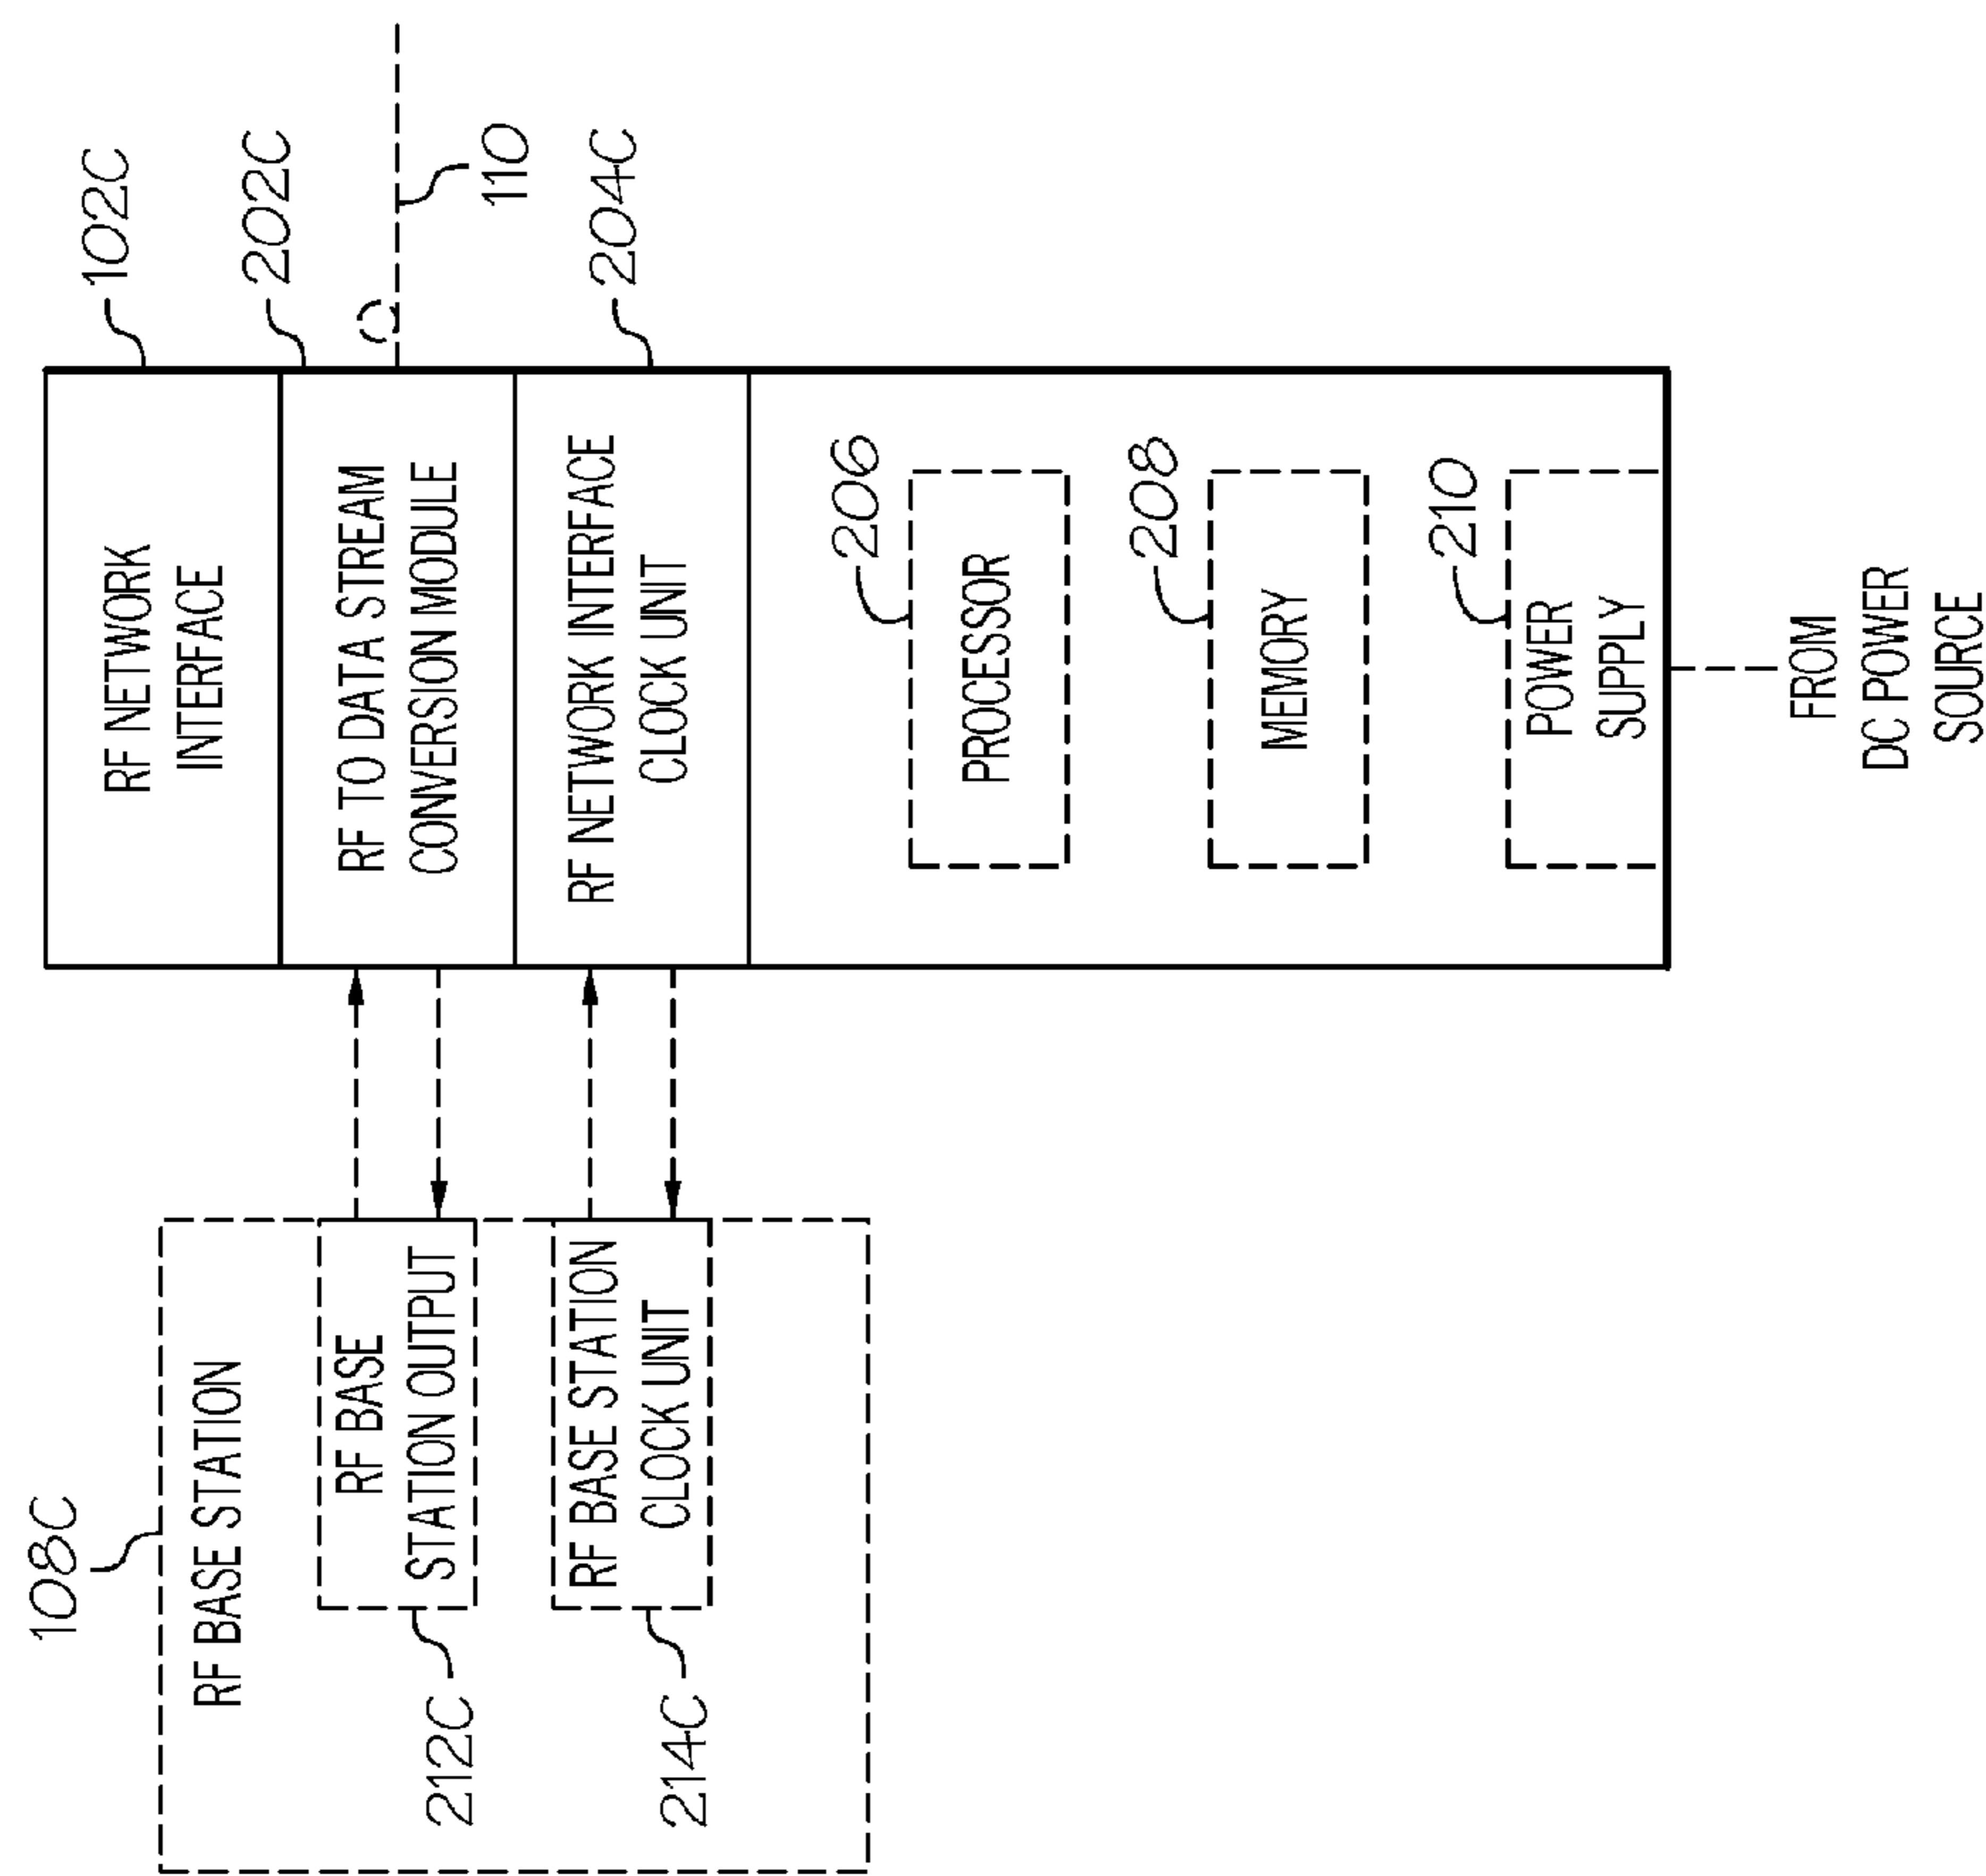 108C
RF BASE STATION
RF BASE
STATION OUTPUT
212C
RF BASE STATION
CLOCK UNIT
214C
102C
RF NETWORK
INTERFACE
202C
RF TO DATA STREAM
CONVERSION MODULE
110
204C
RF NETWORK INTERFACE
CLOCK UNIT
206
PROCESSOR
208
MEMORY
210
POWER
SUPPLY
FROM
DC POWER
SOURCE